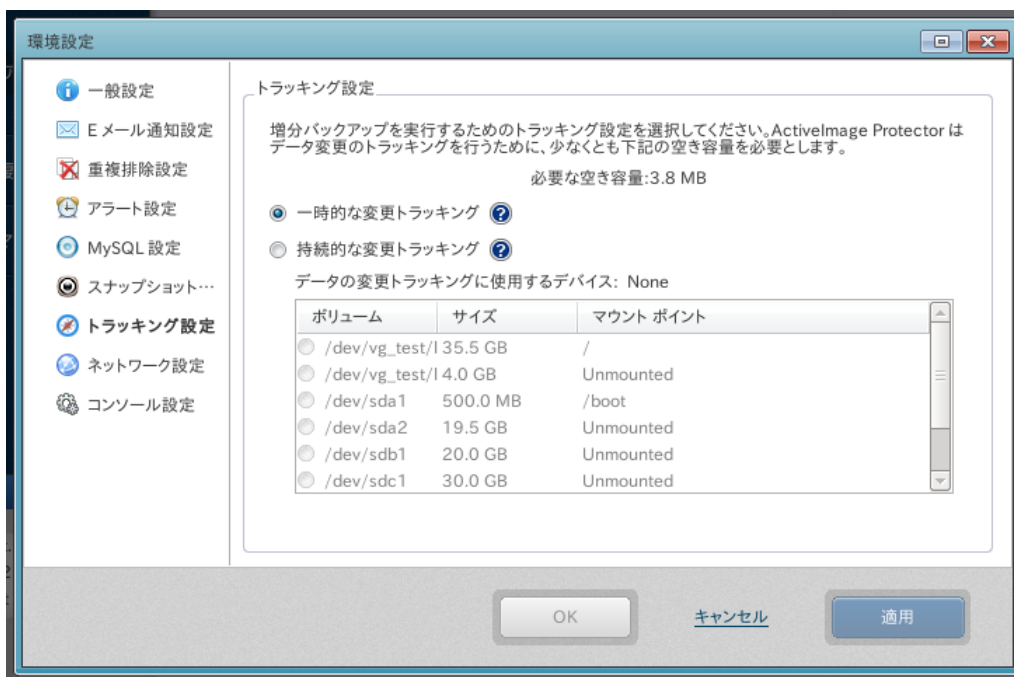 環境設定
一般設定
E メール通知設定
重複排除設定
アラート設定
MySQL 設定
スナップショット…
トラッキング設定
ネットワーク設定
コンソール設定
トラッキング設定
増分バックアップを実行するためのトラッキング設定を選択してください。ActiveImage Protector は
データ変更のトラッキングを行うために、少なくとも下記の空き容量を必要とします。
必要な空き容量:3.8 MB
一時的な変更トラッキング
持続的な変更トラッキング
データの変更トラッキングに使用するデバイス: None
ボリューム サイズ マウント ポイント
/dev/vg_test/l 35.5 GB /
/dev/vg_test/l 4.0 GB Unmounted
/dev/sda1 500.0 MB /boot
/dev/sda2 19.5 GB Unmounted
/dev/sdb1 20.0 GB Unmounted
/dev/sdc1 30.0 GB Unmounted
OK キャンセル 適用